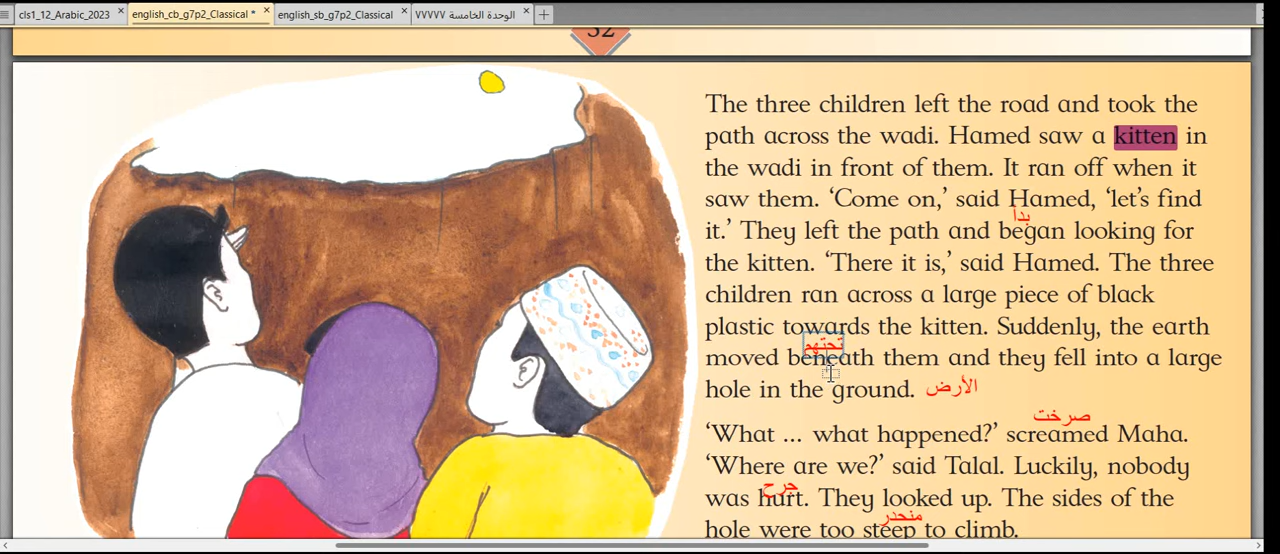 cls1_12_Arabic_2023
english_cb_g7p2_Classical *
english_sb_g7p2_Classical
الوحدة الخامسة ٧٧٧٧٧
32
The three children left the road and took the
path across the wadi. Hamed saw a kitten in
the wadi in front of them. It ran off when it
saw them. ‘Come on,’ said Hamed, ‘let’s find
بدأ
it.’ They left the path and began looking for
the kitten. ‘There it is,’ said Hamed. The three
children ran across a large piece of black
plastic towards the kitten. Suddenly, the earth
تحتهم
moved beneath them and they fell into a large
hole in the ground. الأرض
صرخت
‘What ... what happened?’ screamed Maha.
‘Where are we?’ said Talal. Luckily, nobody
جرح
was hurt. They looked up. The sides of the
منحدر
hole were too steep to climb.